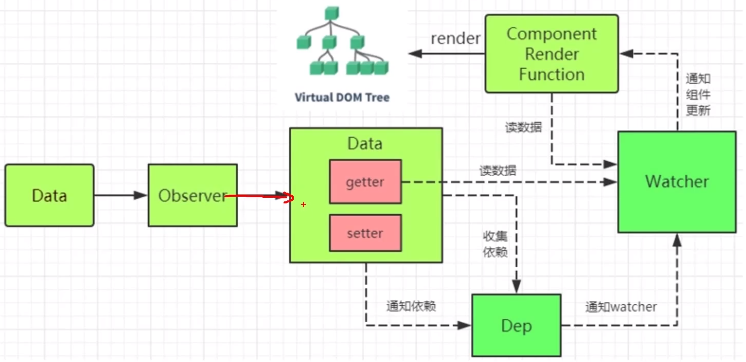 render
Component
Render
Function
Virtual DOM Tree
通知
组件
更新
读数据
Data
Observer
Data
getter
setter
读数据
Watcher
收集
依赖
通知依赖
Dep
通知watcher